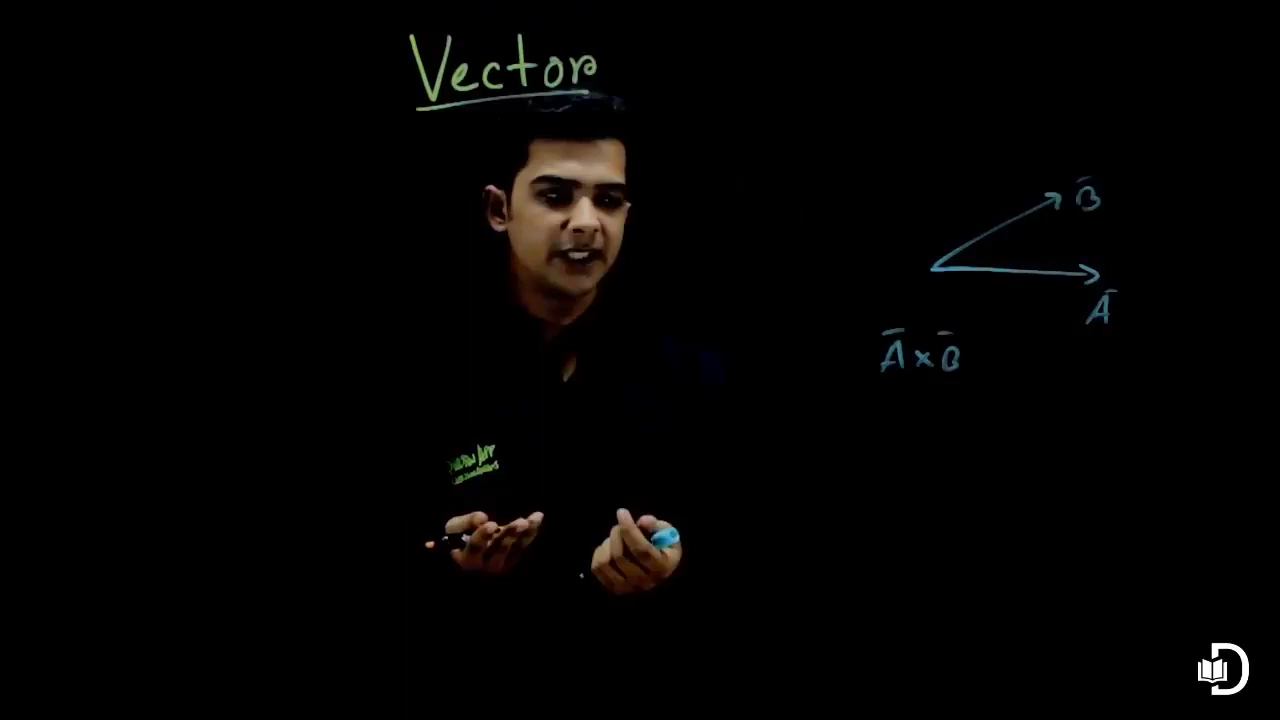 Vector
B̄
Ā
Ā × B̄